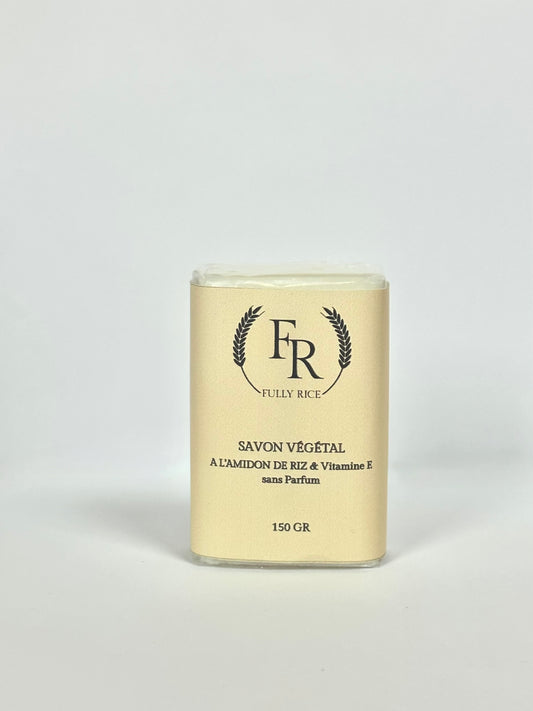 FR
FULLY RICE
SAVON VÉGÉTAL
A L'AMIDON DE RIZ & Vitamine E
sans Parfum
150 GR